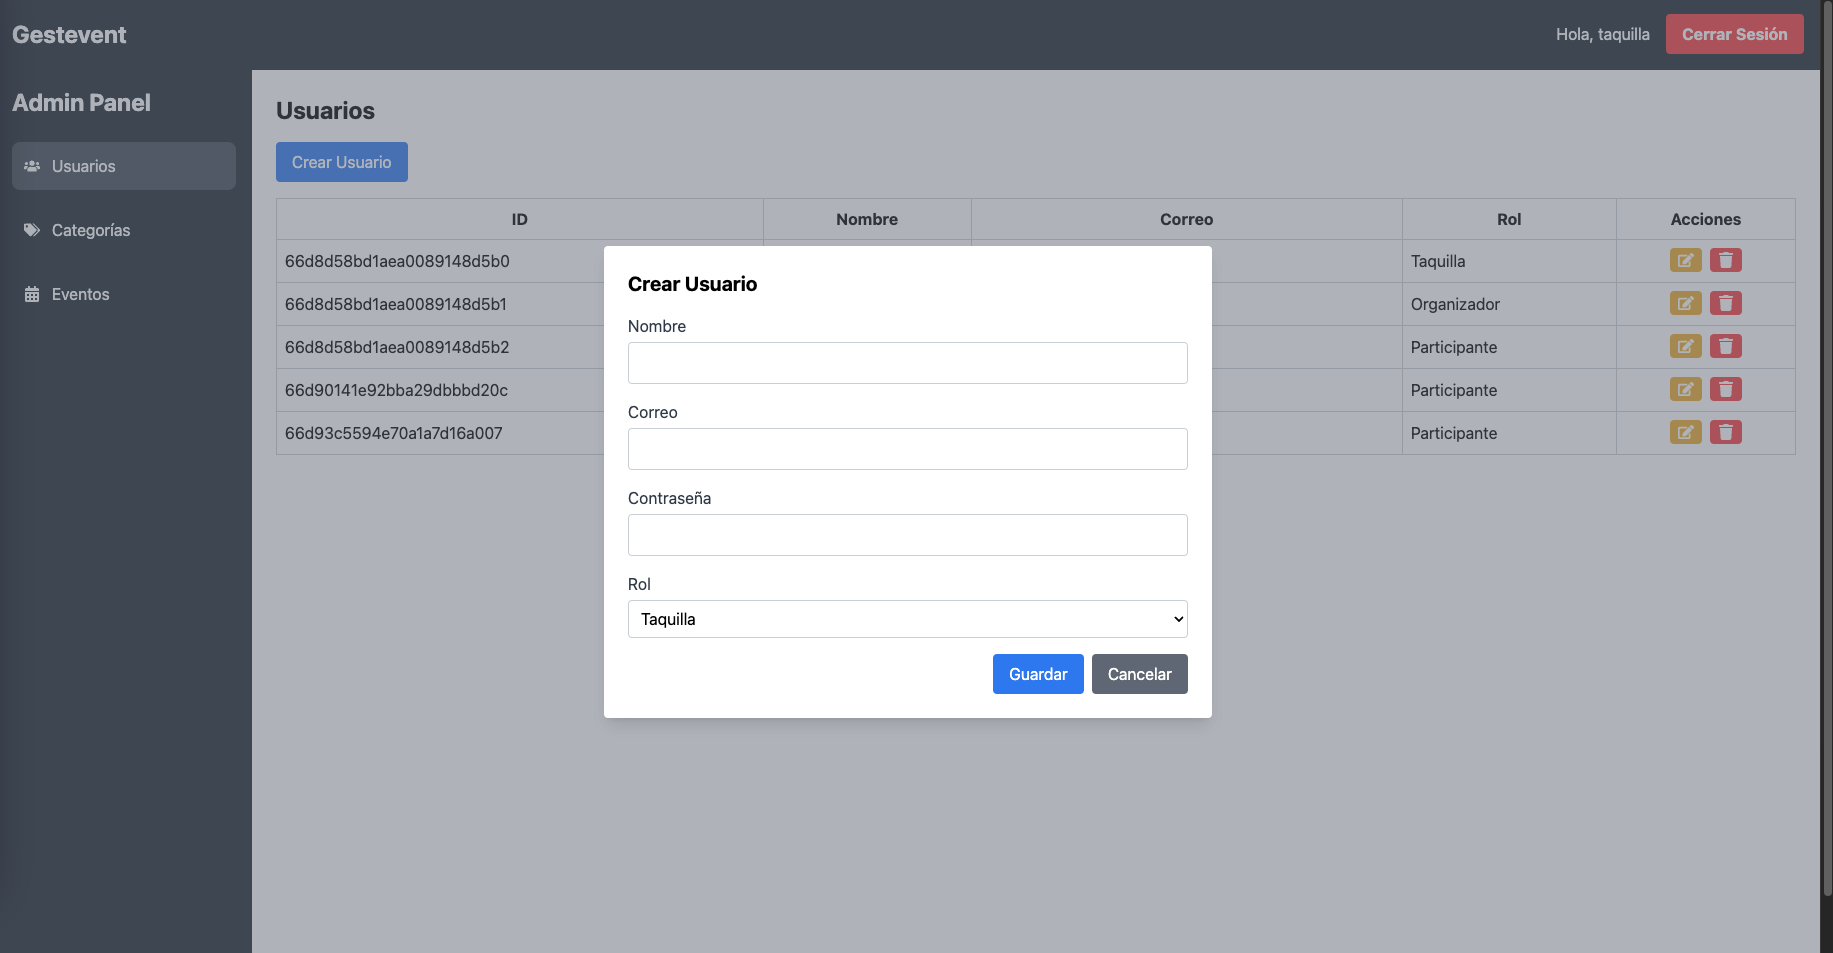 Gestevent
Hola, taquilla
Cerrar Sesión
Admin Panel
Usuarios
Categorías
Eventos
Usuarios
Crear Usuario
ID Nombre Correo Rol Acciones
66d8d58bd1aea0089148d5b0 Taquilla
66d8d58bd1aea0089148d5b1 Organizador
66d8d58bd1aea0089148d5b2 Participante
66d90141e92bba29dbbbd20c Participante
66d93c5594e70a1a7d16a007 Participante
Crear Usuario
Nombre
Correo
Contraseña
Rol
Taquilla
Guardar Cancelar